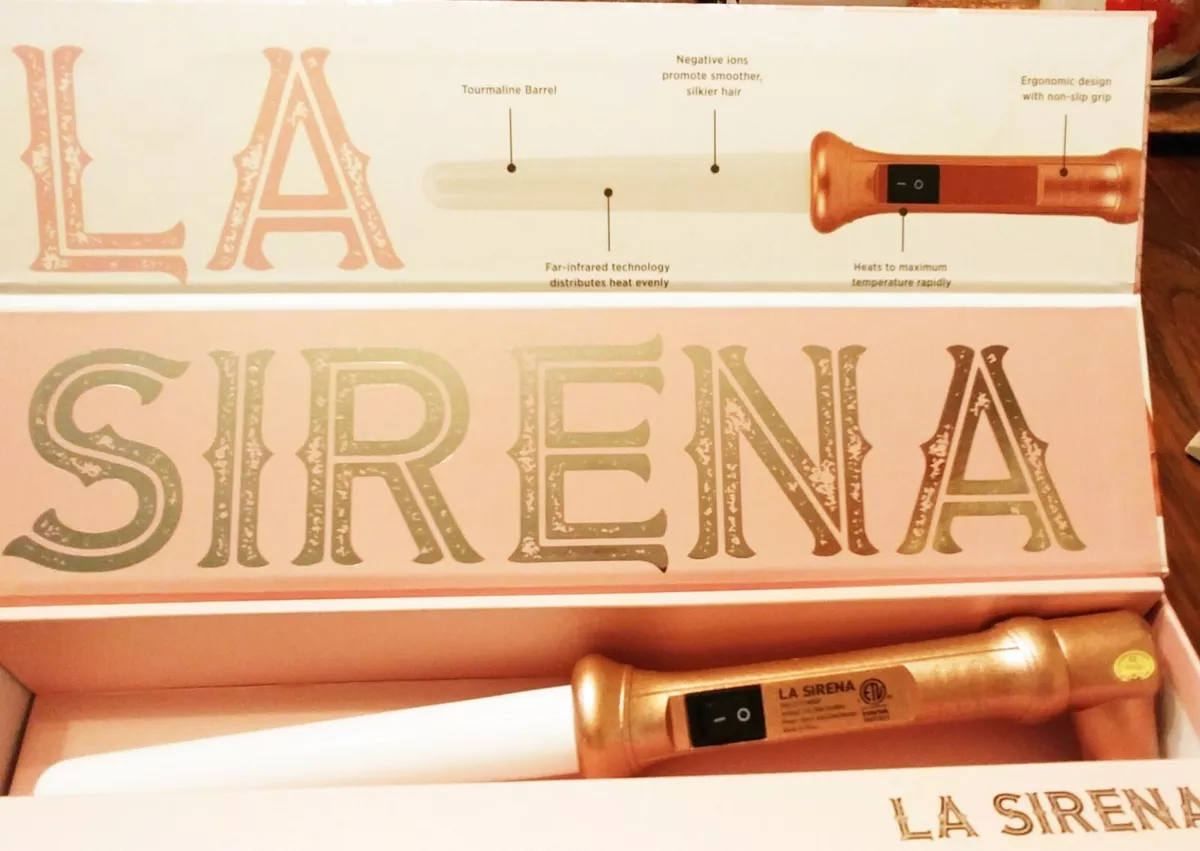 LA
Tourmaline Barrel
Negative ions
promote smoother,
silkier hair
Ergonomic design
with non-slip grip
Far-infrared technology
distributes heat evenly
Heats to maximum
temperature rapidly
SIRENA
LA SIRENA
ETL
LA SIRENA